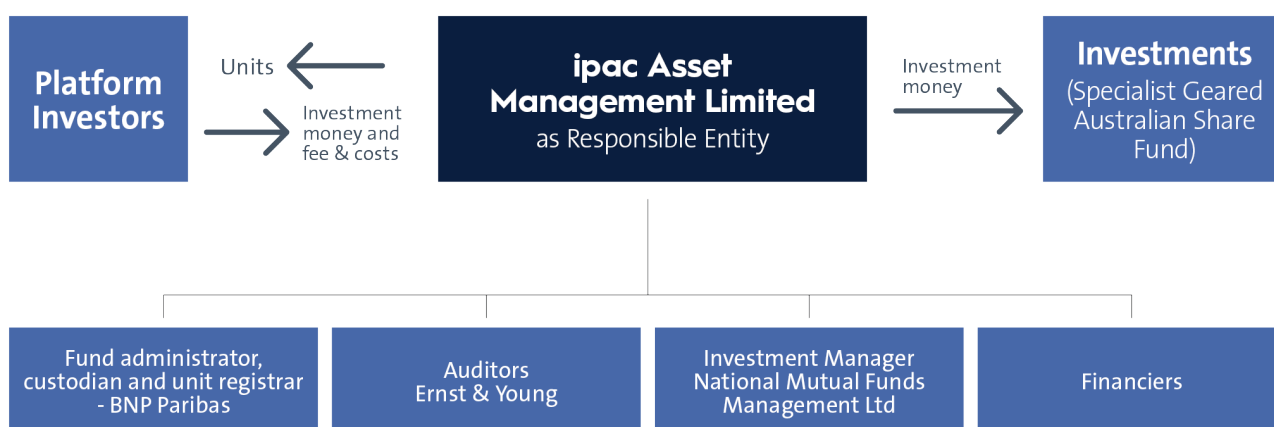 Platform
Investors
Units
Investment
money and
fee & costs
ipac Asset
Management Limited
as Responsible Entity
Investment
money
Investments
(Specialist Geared
Australian Share
Fund)
Fund administrator,
custodian and unit registrar
- BNP Paribas
Auditors
Ernst & Young
Investment Manager
National Mutual Funds
Management Ltd
Financiers